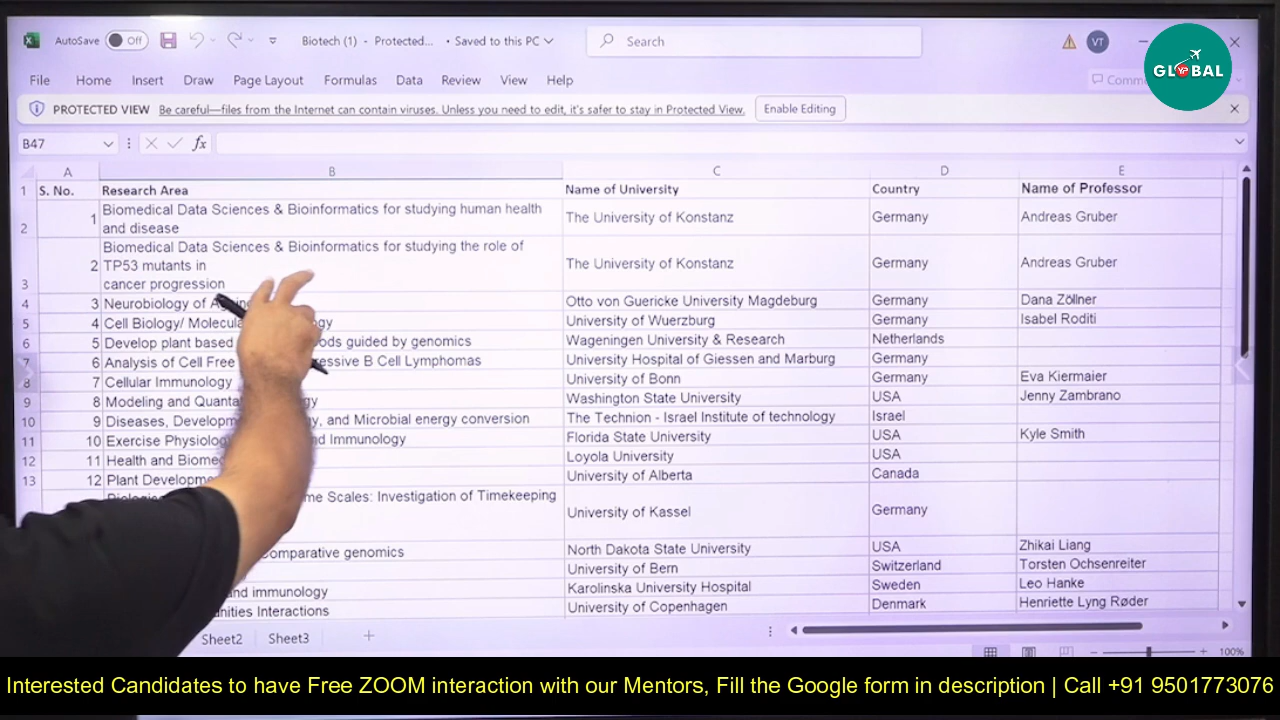 AutoSave Off Biotech (1) - Protected... • Saved to this PC Search VT
GLOBAL
YP
File Home Insert Draw Page Layout Formulas Data Review View Help
PROTECTED VIEW Be careful—files from the Internet can contain viruses. Unless you need to edit, it's safer to stay in Protected View. Enable Editing
B47 fx
A B C D E
1 S. No. Research Area Name of University Country Name of Professor
2 1 Biomedical Data Sciences & Bioinformatics for studying human health
and disease The University of Konstanz Germany Andreas Gruber
3 2 Biomedical Data Sciences & Bioinformatics for studying the role of
TP53 mutants in The University of Konstanz Germany Andreas Gruber
cancer progression
4 3 Neurobiology of Otto von Guericke University Magdeburg Germany Dana Zöllner
5 4 Cell Biology/ University of Wuerzburg Germany Isabel Roditi
6 5 Develop plant based guided by genomics Wageningen University & Research Netherlands
7 6 Analysis of Cell Free B Cell Lymphomas University Hospital of Giessen and Marburg Germany
8 7 Cellular Immunology University of Bonn Germany Eva Kiermaier
9 8 Modeling and Washington State University USA Jenny Zambrano
10 9 Diseases, and Microbial energy conversion The Technion - Israel Institute of technology Israel
11 10 Exercise and Immunology Florida State University USA Kyle Smith
12 11 Health and Loyola University USA
13 12 Plant University of Alberta Canada
Scales: Investigation of Timekeeping
University of Kassel Germany
Comparative genomics North Dakota State University USA Zhikai Liang
University of Bern Switzerland Torsten Ochsenreiter
and immunology Karolinska University Hospital Sweden Leo Hanke
Interactions University of Copenhagen Denmark Henriette Lyng Røder
Sheet2 Sheet3 +
100%
Interested Candidates to have Free ZOOM interaction with our Mentors, Fill the Google form in description | Call +91 9501773076